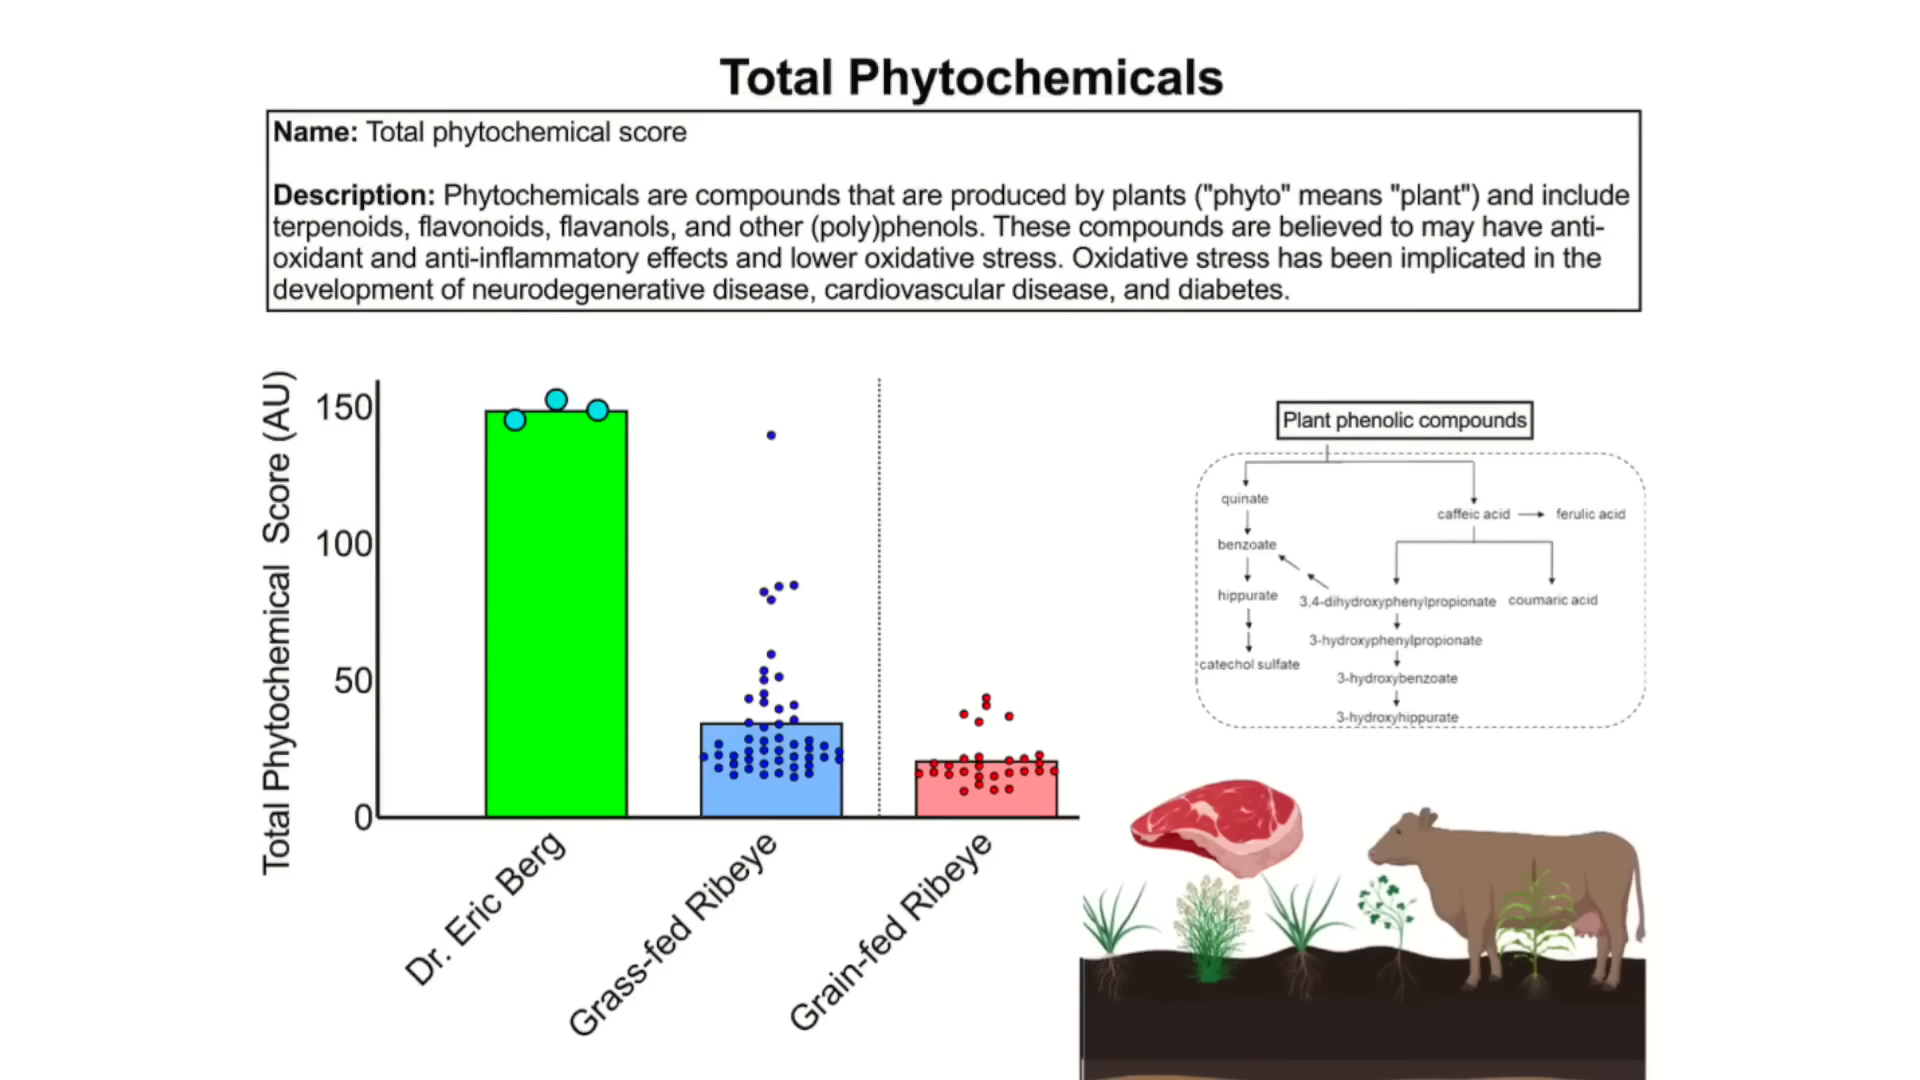 Total Phytochemicals
Name: Total phytochemical score
Description: Phytochemicals are compounds that are produced by plants ("phyto" means "plant") and include
terpenoids, flavonoids, flavanols, and other (poly)phenols. These compounds are believed to may have anti-
oxidant and anti-inflammatory effects and lower oxidative stress. Oxidative stress has been implicated in the
development of neurodegenerative disease, cardiovascular disease, and diabetes.
Total Phytochemical Score (AU)
150
100
50
0
Dr. Eric Berg
Grass-fed Ribeye
Grain-fed Ribeye
Plant phenolic compounds
quinate
caffeic acid
ferulic acid
benzoate
hippurate
3,4-dihydroxyphenylpropionate
coumaric acid
3-hydroxyphenylpropionate
catechol sulfate
3-hydroxybenzoate
3-hydroxyhippurate